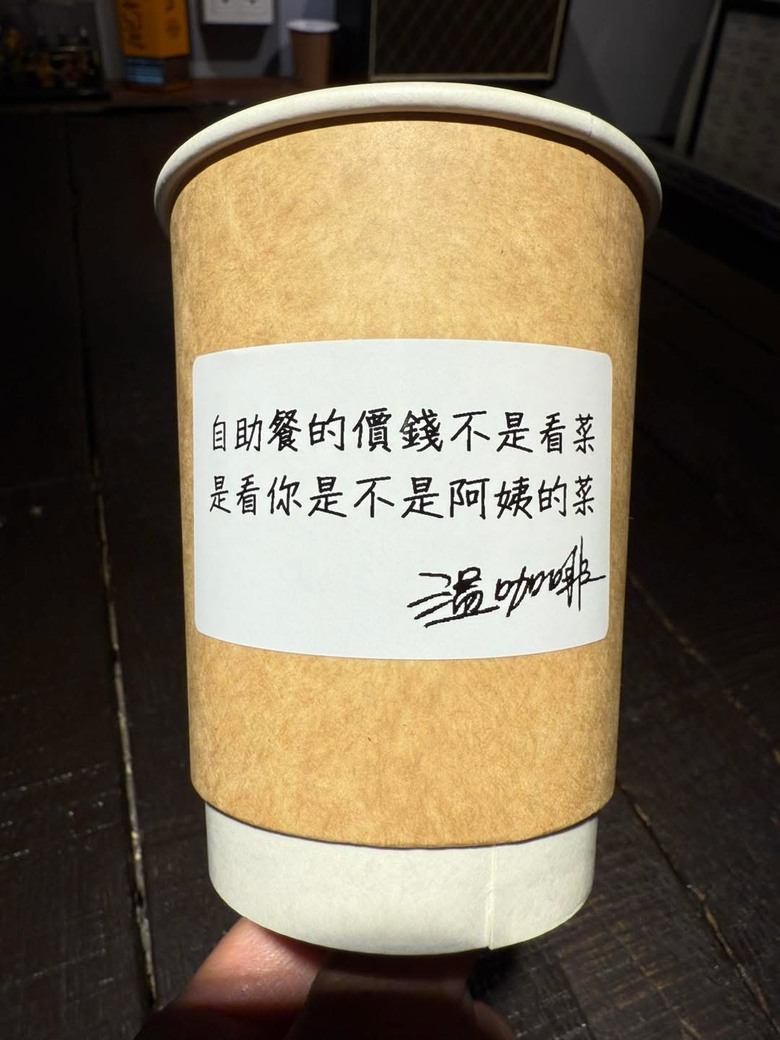 自助餐的價錢不是看菜
是看你是不是阿姨的菜
溫咖啡